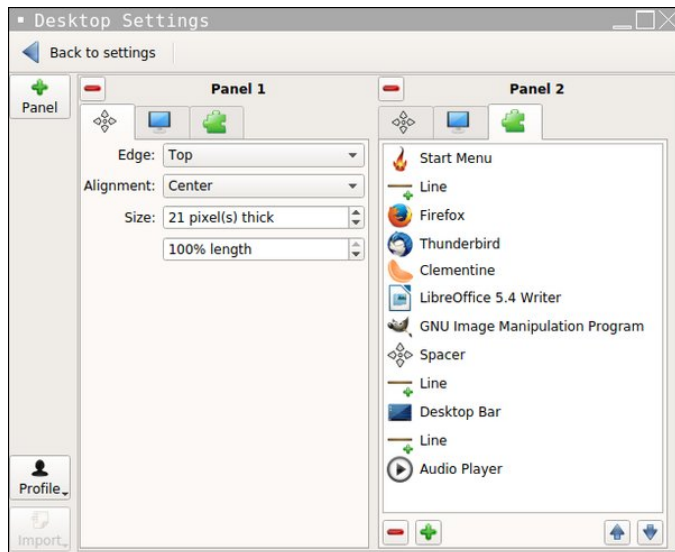 Desktop Settings
Back to settings
Panel
Profile
Import
Panel 1
Edge: Top
Alignment: Center
Size: 21 pixel(s) thick
100% length
Panel 2
Start Menu
Line
Firefox
Thunderbird
Clementine
LibreOffice 5.4 Writer
GNU Image Manipulation Program
Spacer
Line
Desktop Bar
Line
Audio Player